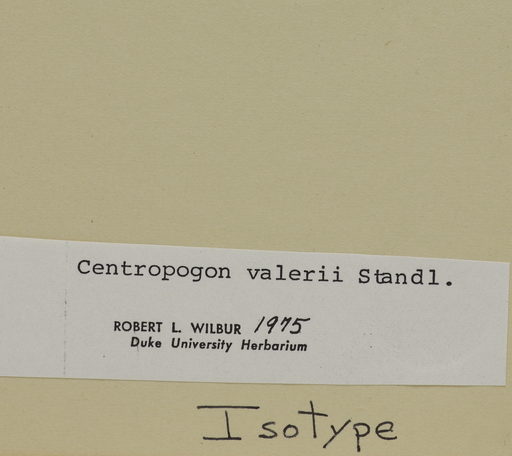 Centropogon valerii Standl.
ROBERT L. WILBUR 1975
Duke University Herbarium
Isotype